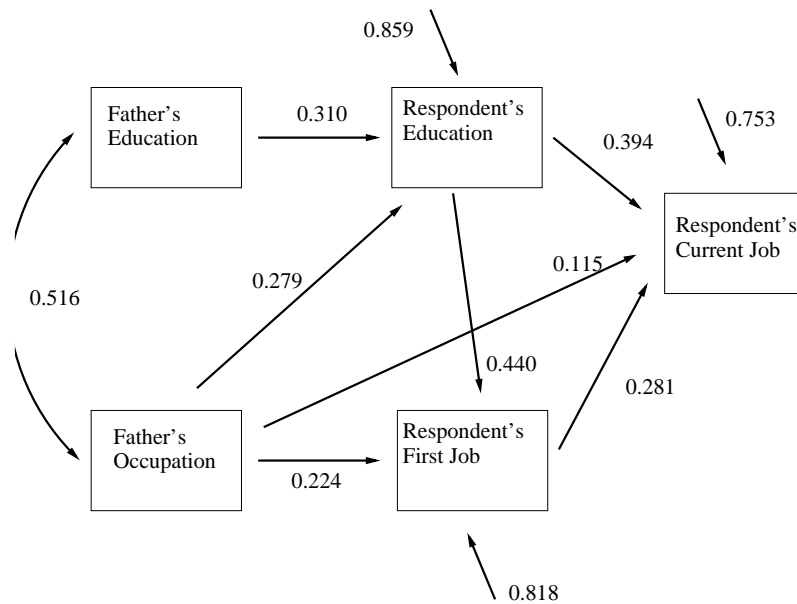 0.859
Father's
Education
0.310
Respondent's
Education
0.753
0.394
Respondent's
Current Job
0.115
0.279
0.516
0.440
0.281
Father's
Occupation
Respondent's
First Job
0.224
0.818